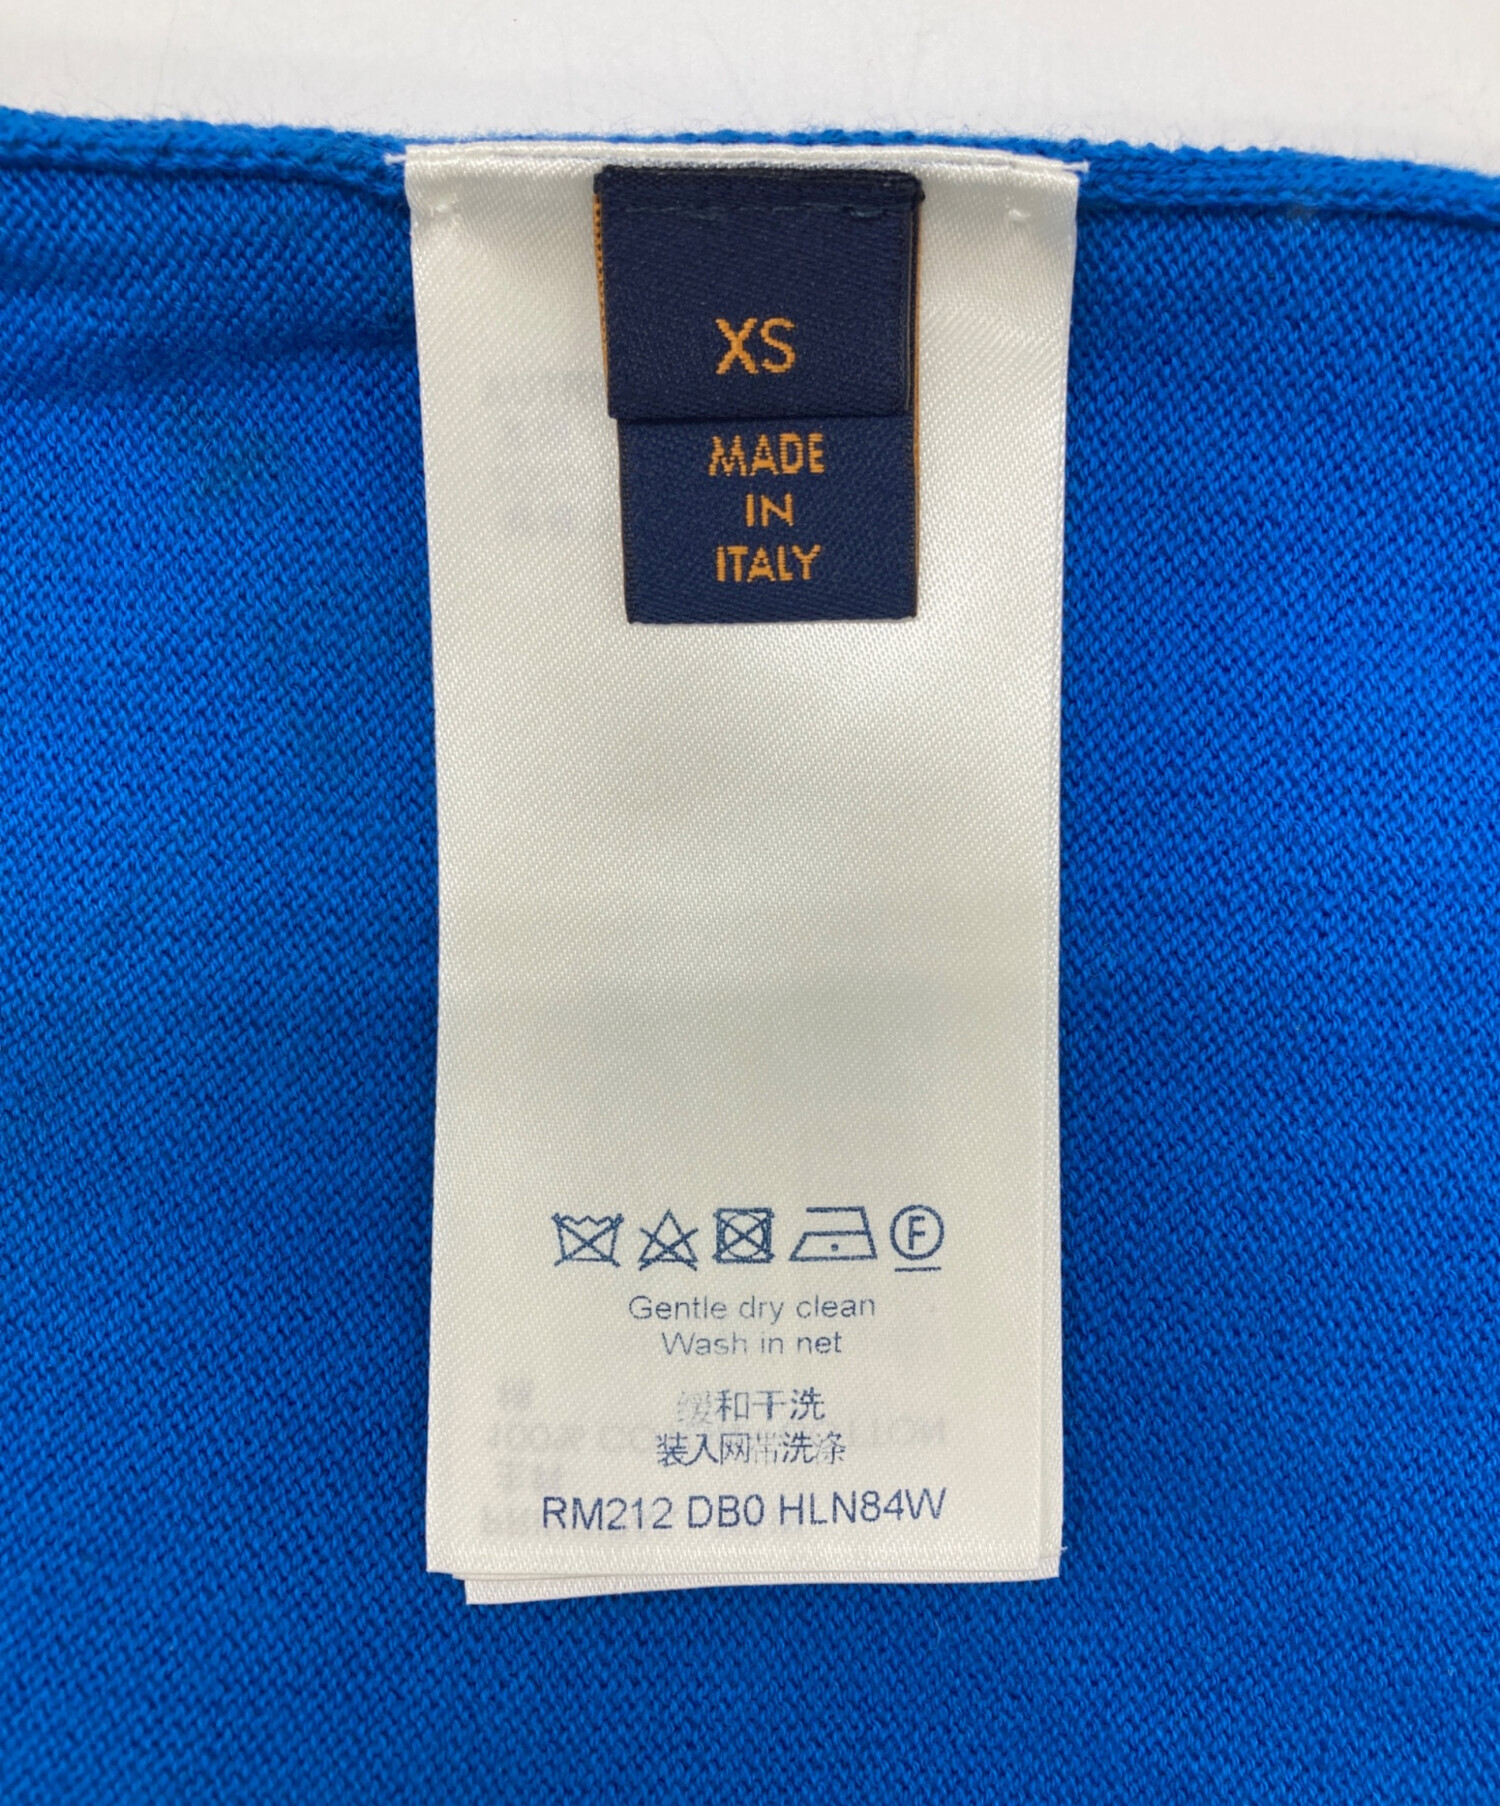 XS
MADE
IN
ITALY
F
Gentle dry clean
Wash in net
缓和干洗
装入网带洗涤
RM212 DB0 HLN84W